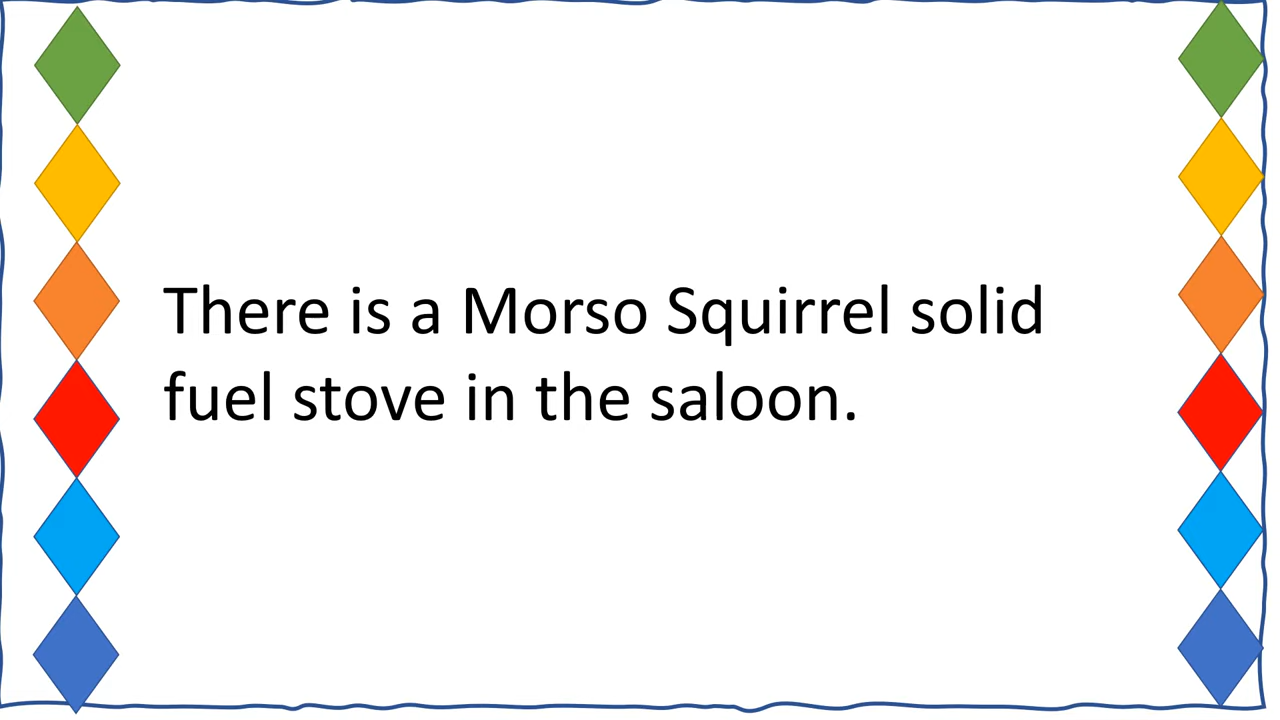 There is a Morso Squirrel solid
fuel stove in the saloon.